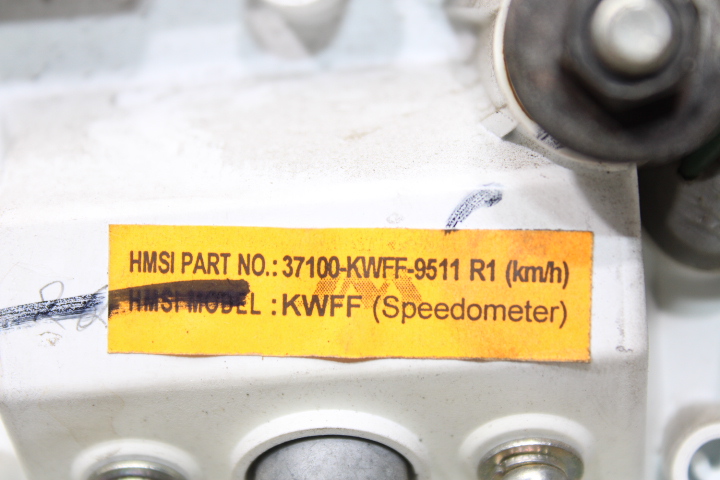 HMSI PART NO.: 37100-KWFF-9511 R1 (km/h)
HMSI MODEL : KWFF (Speedometer)